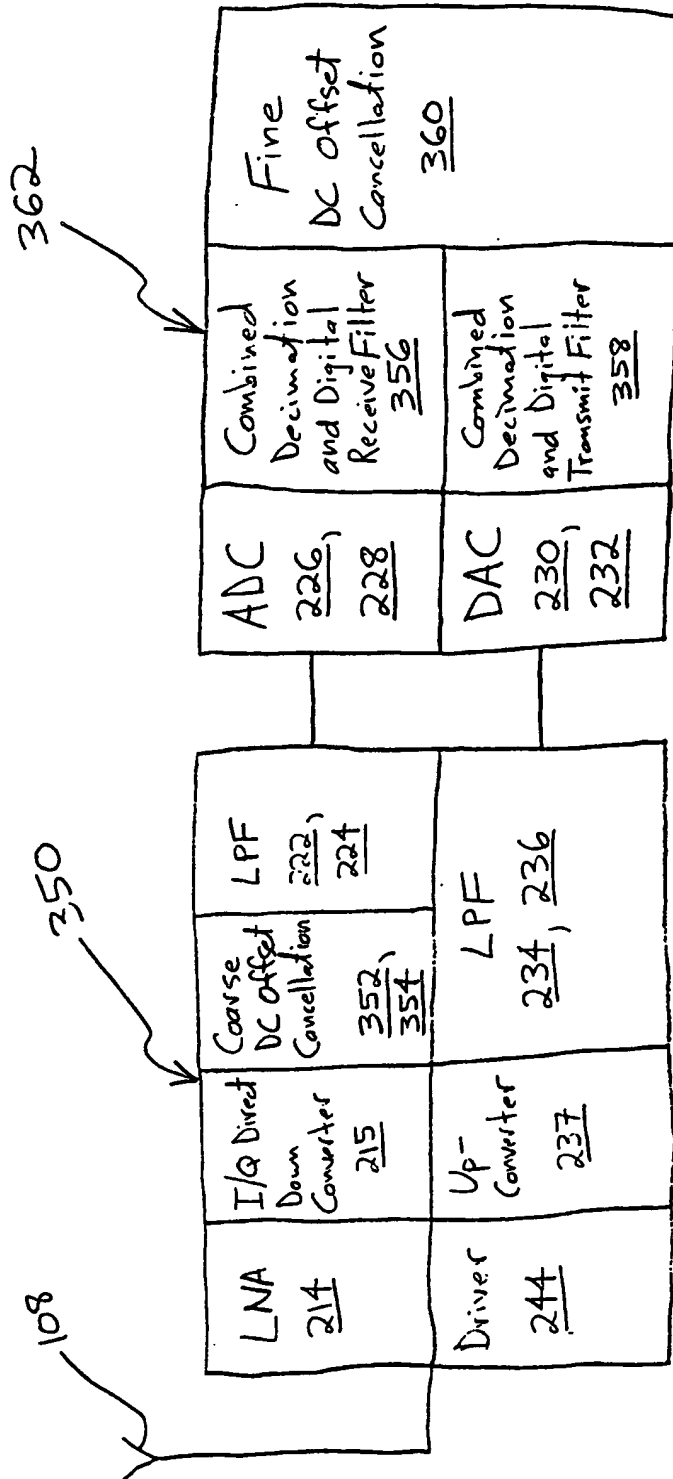 108
350
362
LNA
214
I/Q Direct
Down
Converter
215
Coarse
DC Offset
Cancellation
352,
354
LPF
222,
224
Driver
244
Up-
Converter
237
LPF
234, 236
ADC
226,
228
Combined
Decimation
and Digital
Receive Filter
356
Fine
DC Offset
Cancellation
360
DAC
230,
232
Combined
Decimation
and Digital
Transmit Filter
358